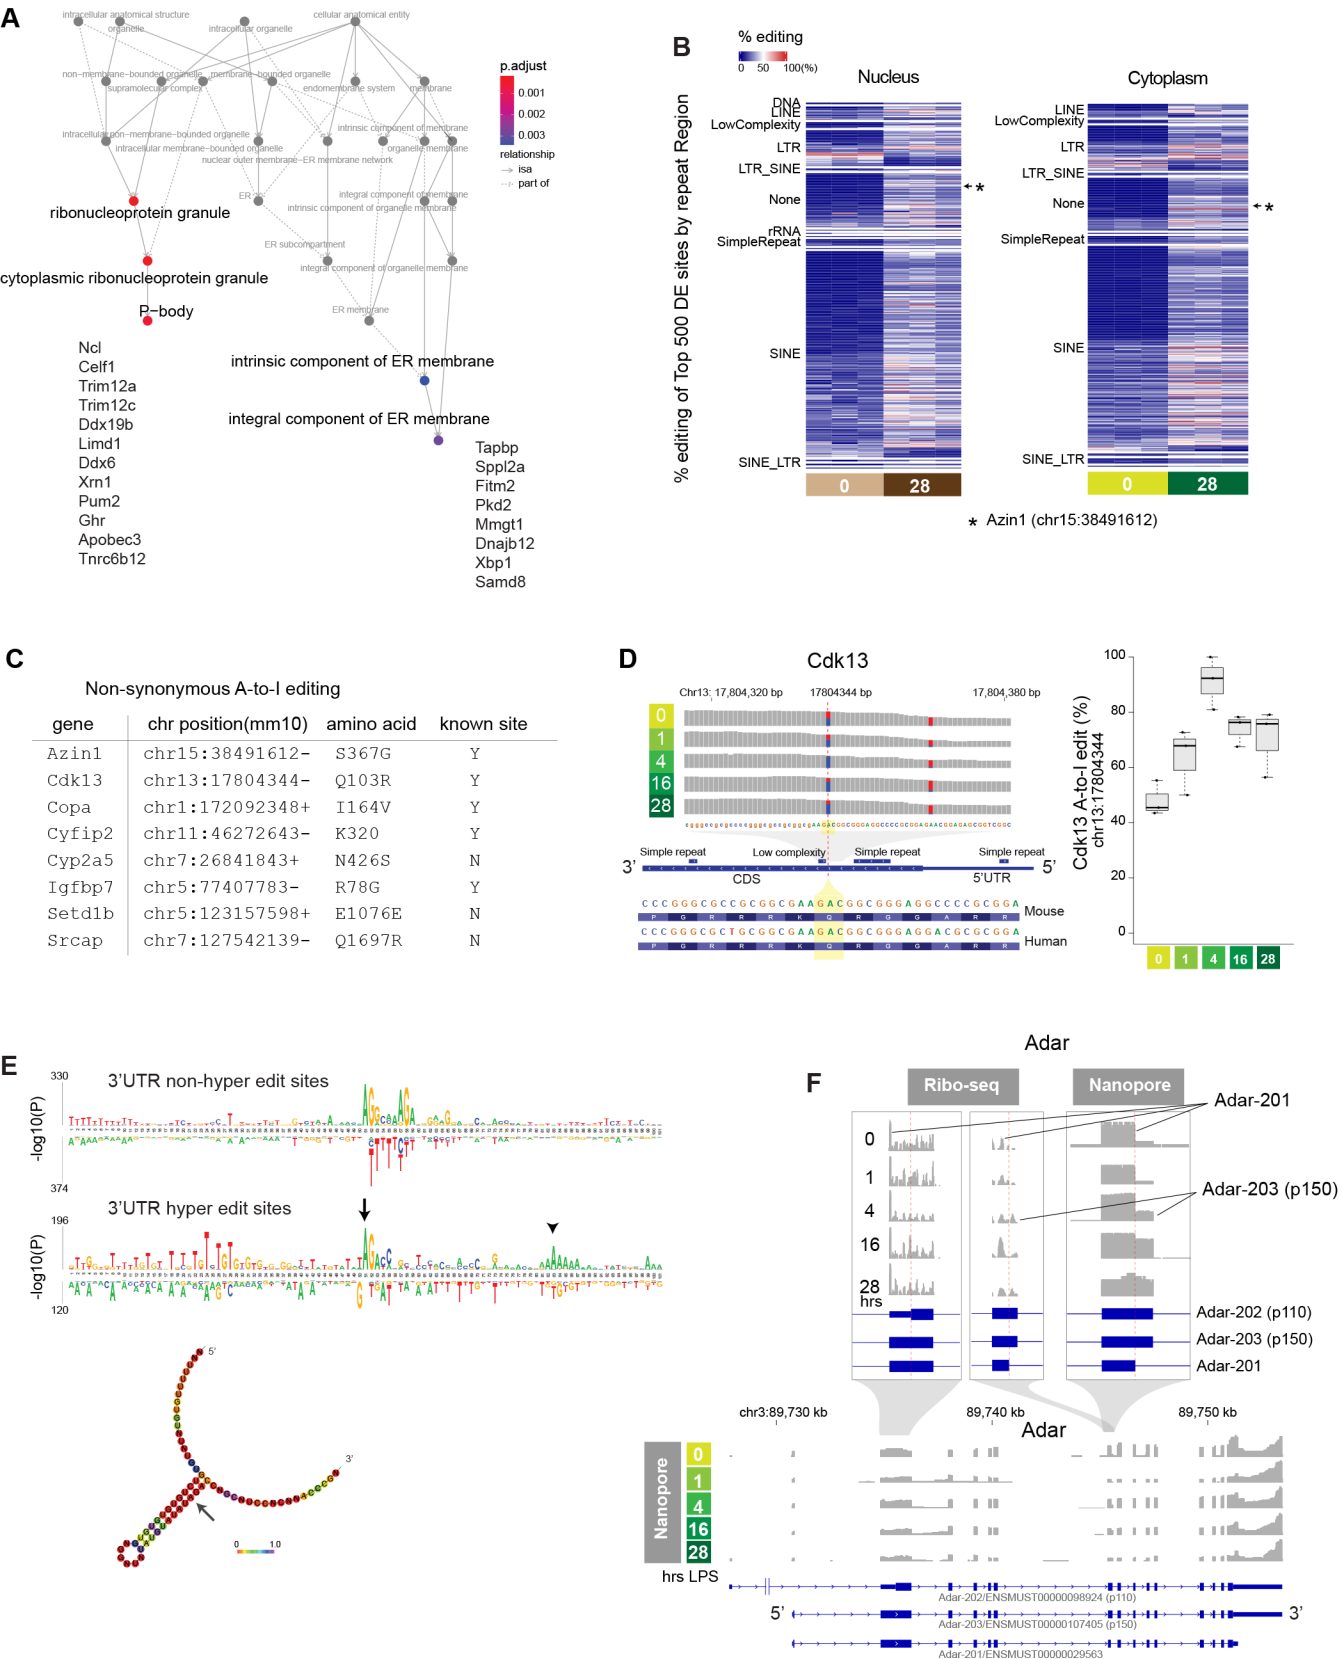 A
intracellular anatomical structure
organelle
intracellular organelle
cellular anatomical entity
non−membrane−bounded organelle
supramolecular complex
membrane−bounded organelle
endomembrane system
membrane
intracellular non−membrane−bounded organelle
intracellular membrane−bounded organelle
nuclear outer membrane−ER membrane network
intrinsic component of membrane
organelle membrane
ER
integral component of membrane
intrinsic component of organelle membrane
ribonucleoprotein granule
ER subcompartment
integral component of organelle membrane
cytoplasmic ribonucleoprotein granule
P−body
ER membrane
intrinsic component of ER membrane
integral component of ER membrane
p.adjust
0.001
0.002
0.003
relationship
isa
part of
Ncl
Celf1
Trim12a
Trim12c
Ddx19b
Limd1
Ddx6
Xrn1
Pum2
Ghr
Apobec3
Tnrc6b12
Tapbp
Sppl2a
Fitm2
Pkd2
Mmgt1
Dnajb12
Xbp1
Samd8
B
% editing
0 50 100(%)
Nucleus
Cytoplasm
% editing of Top 500 DE sites by repeat Region
DNA
LINE
LowComplexity
LTR
LTR_SINE
None
rRNA
SimpleRepeat
SINE
SINE_LTR
*
0 28
LINE
LowComplexity
LTR
LTR_SINE
None
SimpleRepeat
SINE
SINE_LTR
*
0 28
* Azin1 (chr15:38491612)
C
Non-synonymous A-to-I editing
gene chr position(mm10) amino acid known site
Azin1 chr15:38491612- S367G Y
Cdk13 chr13:17804344- Q103R Y
Copa chr1:172092348+ I164V Y
Cyfip2 chr11:46272643- K320 Y
Cyp2a5 chr7:26841843+ N426S N
Igfbp7 chr5:77407783- R78G Y
Setd1b chr5:123157598+ E1076E N
Srcap chr7:127542139- Q1697R N
D
Cdk13
Chr13: 17,804,320 bp 17804344 bp 17,804,380 bp
0
1
4
16
28
Simple repeat Low complexity Simple repeat Simple repeat
3’ 5’
CDS 5’UTR
CCCGGGCGCCGCGGCGAAGACGGCGGGAGGCCCCGCGGA
Mouse
P G R R R K Q R G G A R R
CCCGGGCGCTGCGGCGAAGACGGCGGGAGGACGCGCGGA
Human
P G R R R K Q R G G A R R
Cdk13 A-to-I edit (%)
chr13:17804344
100
80
60
40
20
0
0 1 4 16 28
E
3’UTR non-hyper edit sites
330
-log10(P)
374
3’UTR hyper edit sites
196
-log10(P)
120
5’
3’
0.0 1.0
F
Adar
Ribo-seq Nanopore
Adar-201
Adar-203 (p150)
0
1
4
16
28
hrs
Adar-202 (p110)
Adar-203 (p150)
Adar-201
chr3:89,730 kb 89,740 kb 89,750 kb
Adar
Nanopore
0
1
4
16
28
hrs LPS
Adar-202/ENSMUST00000098924 (p110)
5’ 3’
Adar-203/ENSMUST00000107405 (p150)
Adar-201/ENSMUST00000029563